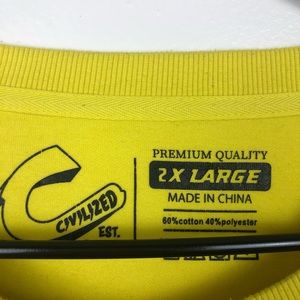 CIVILIZED
EST.
PREMIUM QUALITY
2X LARGE
MADE IN CHINA
60%cotton 40%polyester